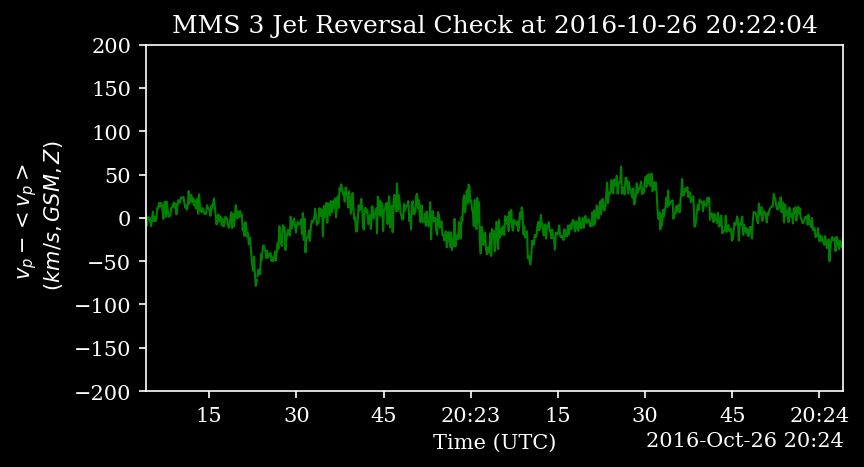 MMS 3 Jet Reversal Check at 2016-10-26 20:22:04
200
150
100
50
0
−50
−100
−150
−200
v_p − < v_p >
(km/s, GSM, Z)
15 30 45 20:23 15 30 45 20:24
Time (UTC)
2016-Oct-26 20:24